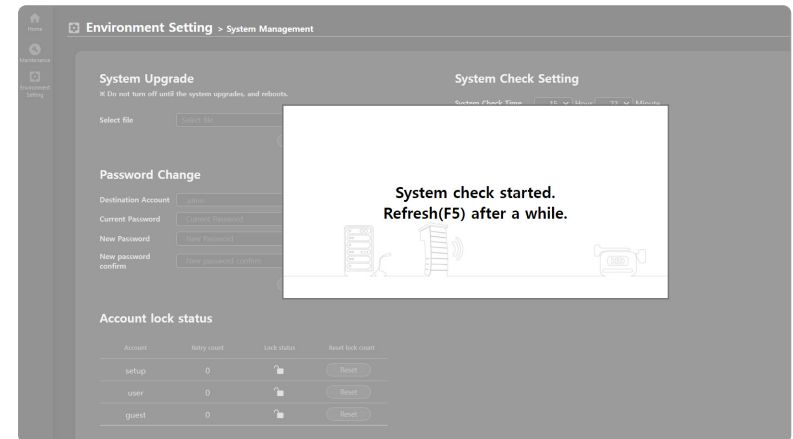 Home
Environment Setting > System Management
Maintenance
Environment
Setting
System Upgrade
※ Do not turn off until the system upgrades, and reboots.
Select file
Select file
Password Change
Destination Account
admin
Current Password
Current Password
New Password
New Password
New password
confirm
New password confirm
System Check Setting
System Check Time
15
Hour
22
Minute
System check started.
Refresh(F5) after a while.
Account lock status
Account Retry count Lock status Reset lock count
setup 0 Reset
user 0 Reset
guest 0 Reset